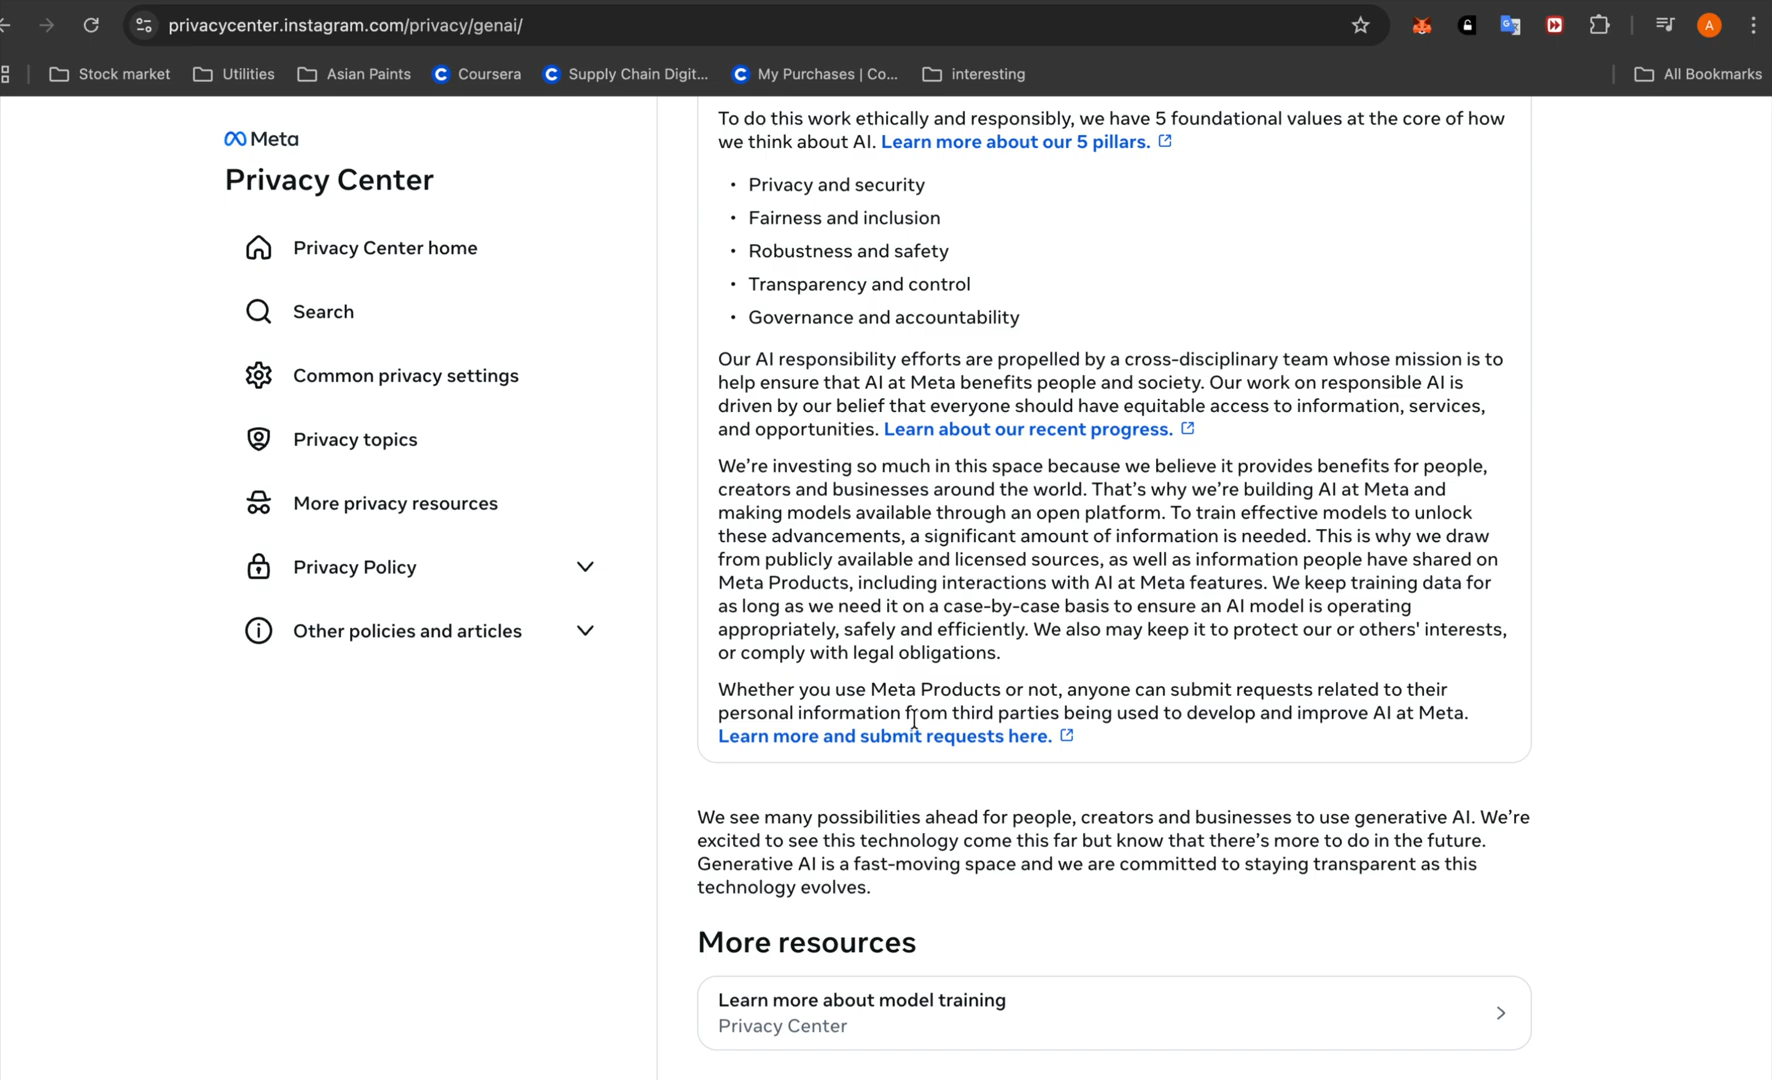 privacycenter.instagram.com/privacy/genai/
A
Stock market
Utilities
Asian Paints
Coursera
Supply Chain Digit...
My Purchases | Co...
interesting
All Bookmarks
Meta
Privacy Center
Privacy Center home
Search
Common privacy settings
Privacy topics
More privacy resources
Privacy Policy
Other policies and articles
To do this work ethically and responsibly, we have 5 foundational values at the core of how
we think about AI. Learn more about our 5 pillars.
• Privacy and security
• Fairness and inclusion
• Robustness and safety
• Transparency and control
• Governance and accountability
Our AI responsibility efforts are propelled by a cross-disciplinary team whose mission is to
help ensure that AI at Meta benefits people and society. Our work on responsible AI is
driven by our belief that everyone should have equitable access to information, services,
and opportunities. Learn about our recent progress.
We’re investing so much in this space because we believe it provides benefits for people,
creators and businesses around the world. That’s why we’re building AI at Meta and
making models available through an open platform. To train effective models to unlock
these advancements, a significant amount of information is needed. This is why we draw
from publicly available and licensed sources, as well as information people have shared on
Meta Products, including interactions with AI at Meta features. We keep training data for
as long as we need it on a case-by-case basis to ensure an AI model is operating
appropriately, safely and efficiently. We also may keep it to protect our or others' interests,
or comply with legal obligations.
Whether you use Meta Products or not, anyone can submit requests related to their
personal information from third parties being used to develop and improve AI at Meta.
Learn more and submit requests here.
We see many possibilities ahead for people, creators and businesses to use generative AI. We’re
excited to see this technology come this far but know that there’s more to do in the future.
Generative AI is a fast-moving space and we are committed to staying transparent as this
technology evolves.
More resources
Learn more about model training
Privacy Center